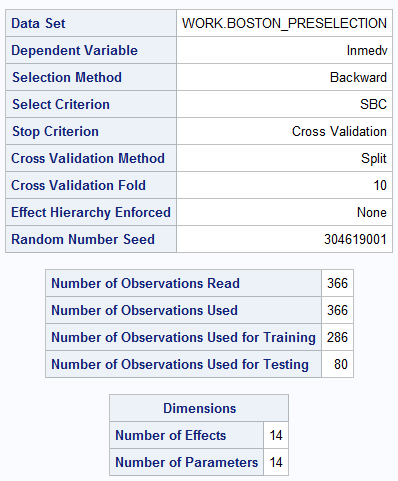 Data Set WORK.BOSTON_PRESELECTION
Dependent Variable lnmedv
Selection Method Backward
Select Criterion SBC
Stop Criterion Cross Validation
Cross Validation Method Split
Cross Validation Fold 10
Effect Hierarchy Enforced None
Random Number Seed 304619001
Number of Observations Read 366
Number of Observations Used 366
Number of Observations Used for Training 286
Number of Observations Used for Testing 80
Dimensions
Number of Effects 14
Number of Parameters 14